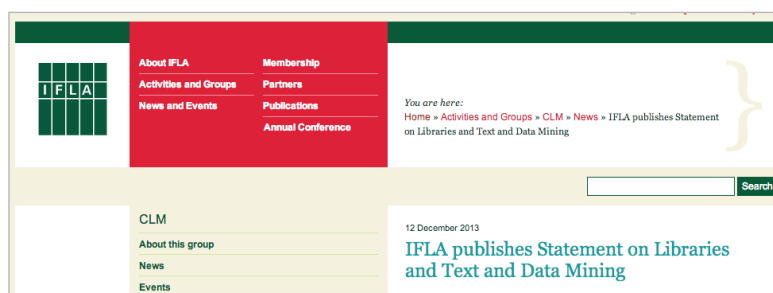 IFLA
About IFLA
Activities and Groups
News and Events
Membership
Partners
Publications
Annual Conference
You are here:
Home » Activities and Groups » CLM » News » IFLA publishes Statement
on Libraries and Text and Data Mining
Search
CLM
About this group
News
Events
12 December 2013
IFLA publishes Statement on Libraries
and Text and Data Mining